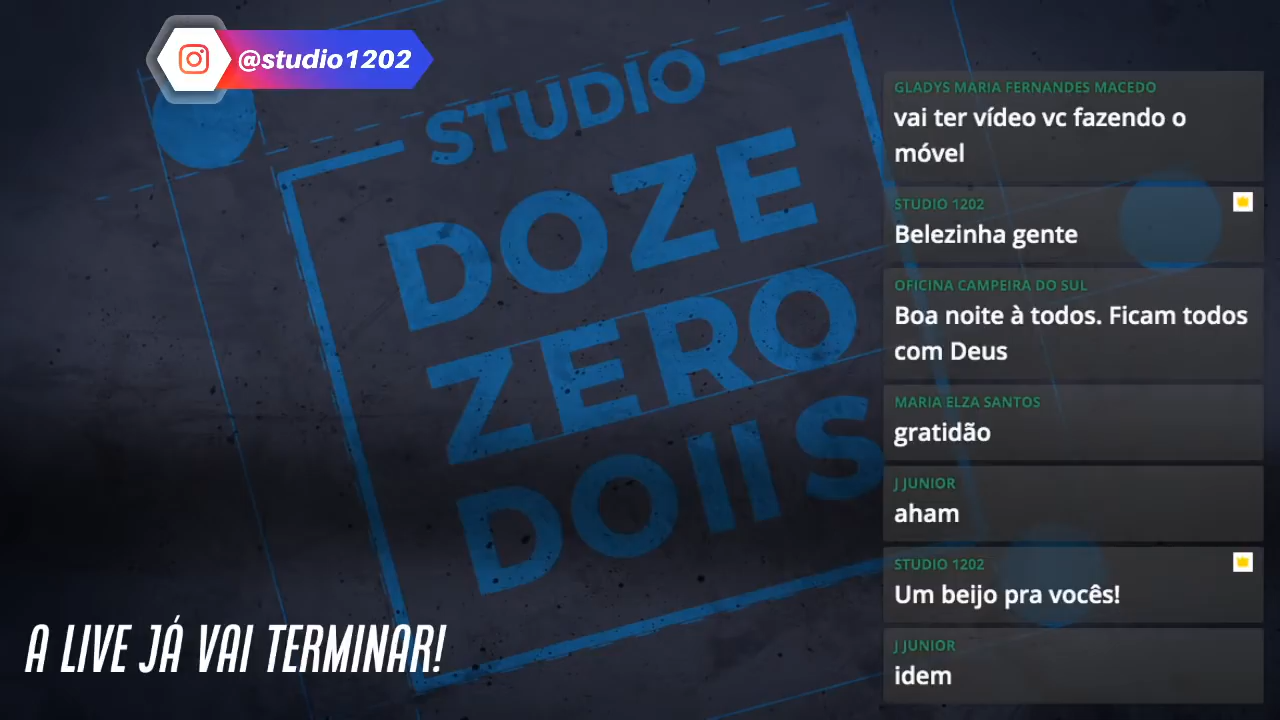 @studio1202
STUDIO
DOZE
ZERO
DOIIS
A LIVE JÁ VAI TERMINAR!
GLADYS MARIA FERNANDES MACEDO
vai ter vídeo vc fazendo o
móvel
STUDIO 1202
Belezinha gente
OFICINA CAMPEIRA DO SUL
Boa noite à todos. Ficam todos
com Deus
MARIA ELZA SANTOS
gratidão
J JUNIOR
aham
STUDIO 1202
Um beijo pra vocês!
J JUNIOR
idem